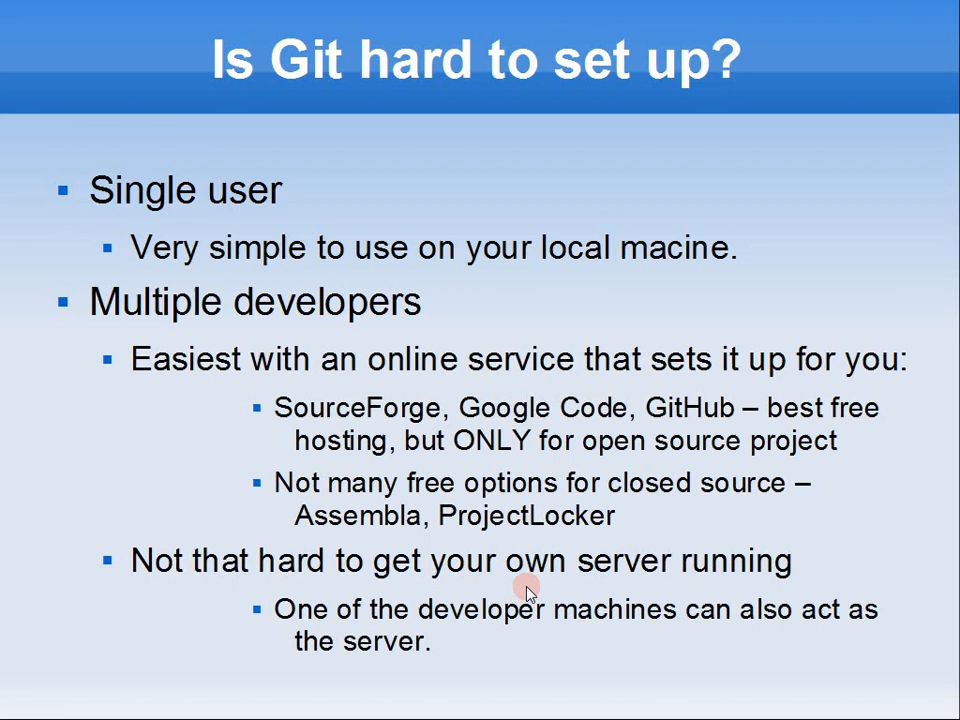 Is Git hard to set up?
Single user
Very simple to use on your local macine.
Multiple developers
Easiest with an online service that sets it up for you:
SourceForge, Google Code, GitHub – best free
hosting, but ONLY for open source project
Not many free options for closed source –
Assembla, ProjectLocker
Not that hard to get your own server running
One of the developer machines can also act as
the server.